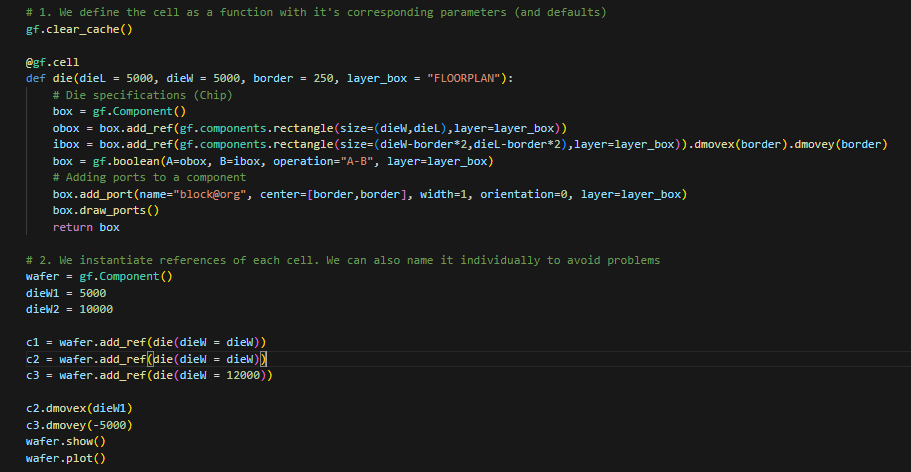 # 1. We define the cell as a function with it's corresponding parameters (and defaults)
gf.clear_cache()

@gf.cell
def die(dieL = 5000, dieW = 5000, border = 250, layer_box = "FLOORPLAN"):
    # Die specifications (Chip)
    box = gf.Component()
    obox = box.add_ref(gf.components.rectangle(size=(dieW,dieL),layer=layer_box))
    ibox = box.add_ref(gf.components.rectangle(size=(dieW-border*2,dieL-border*2),layer=layer_box)).dmovex(border).dmovey(border)
    box = gf.boolean(A=obox, B=ibox, operation="A-B", layer=layer_box)
    # Adding ports to a component
    box.add_port(name="block@org", center=[border,border], width=1, orientation=0, layer=layer_box)
    box.draw_ports()
    return box

# 2. We instantiate references of each cell. We can also name it individually to avoid problems
wafer = gf.Component()
dieW1 = 5000
dieW2 = 10000

c1 = wafer.add_ref(die(dieW = dieW))
c2 = wafer.add_ref(die(dieW = dieW))
c3 = wafer.add_ref(die(dieW = 12000))

c2.dmovex(dieW1)
c3.dmovey(-5000)
wafer.show()
wafer.plot()